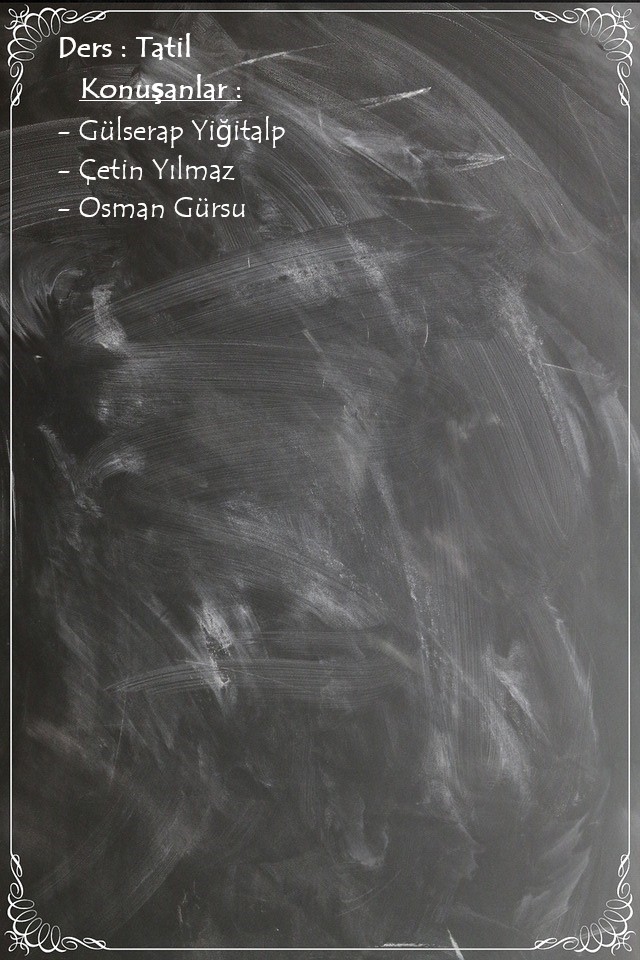 Ders : Tatil
Konuşanlar :
- Gülserap Yiğitalp
- Çetin Yılmaz
- Osman Gürsu